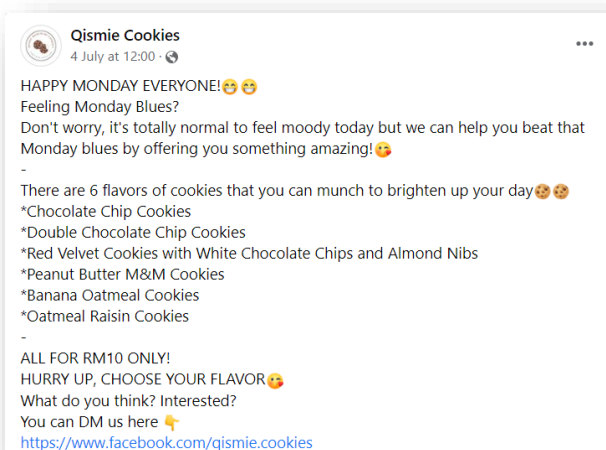 Qismie Cookies
4 July at 12:00 ·
HAPPY MONDAY EVERYONE!😁😁
Feeling Monday Blues?
Don't worry, it's totally normal to feel moody today but we can help you beat that
Monday blues by offering you something amazing!😘
-
There are 6 flavors of cookies that you can munch to brighten up your day🍪🍪
*Chocolate Chip Cookies
*Double Chocolate Chip Cookies
*Red Velvet Cookies with White Chocolate Chips and Almond Nibs
*Peanut Butter M&M Cookies
*Banana Oatmeal Cookies
*Oatmeal Raisin Cookies
-
ALL FOR RM10 ONLY!
HURRY UP, CHOOSE YOUR FLAVOR😘
What do you think? Interested?
You can DM us here 👇
https://www.facebook.com/qismie.cookies